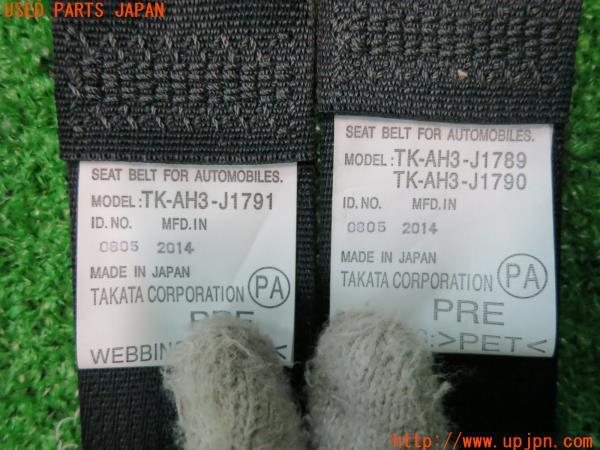 USED PARTS JAPAN
SEAT BELT FOR AUTOMOBILES.
MODEL:TK-AH3-J1791
ID.NO. MFD.IN
0805 2014
MADE IN JAPAN
TAKATA CORPORATION PA
PRE
SEAT BELT FOR AUTOMOBILES.
MODEL:TK-AH3-J1789
TK-AH3-J1790
ID.NO. MFD.IN
0805 2014
MADE IN JAPAN
TAKATA CORPORATION PA
PRE
>PET<
http://www.upjpn.com/